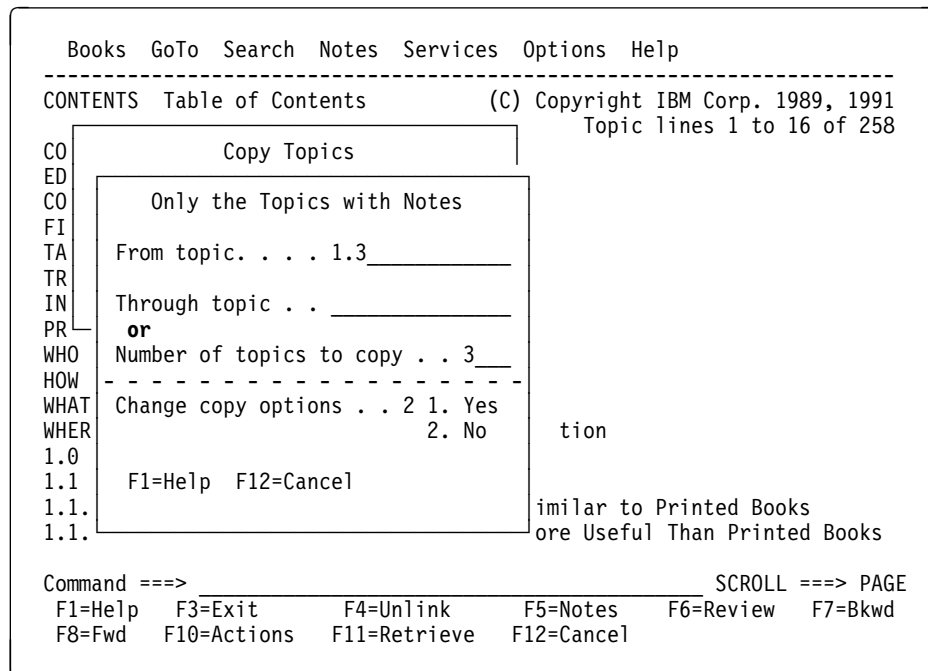 Books GoTo Search Notes Services Options Help
--------------------------------------------------------------------------
CONTENTS Table of Contents (C) Copyright IBM Corp. 1989, 1991
Topic lines 1 to 16 of 258
CO Copy Topics
ED
CO Only the Topics with Notes
FI
TA From topic. . . . 1.3____________
TR
IN Through topic . . _______________
PR or
WHO Number of topics to copy . . 3___
HOW - - - - - - - - - - - - - - - - - -
WHAT Change copy options . . 2 1. Yes
WHER 2. No tion
1.0
1.1 F1=Help F12=Cancel
1.1. imilar to Printed Books
1.1. ore Useful Than Printed Books
Command ===> __________________________________________ SCROLL ===> PAGE
F1=Help F3=Exit F4=Unlink F5=Notes F6=Review F7=Bkwd
F8=Fwd F10=Actions F11=Retrieve F12=Cancel